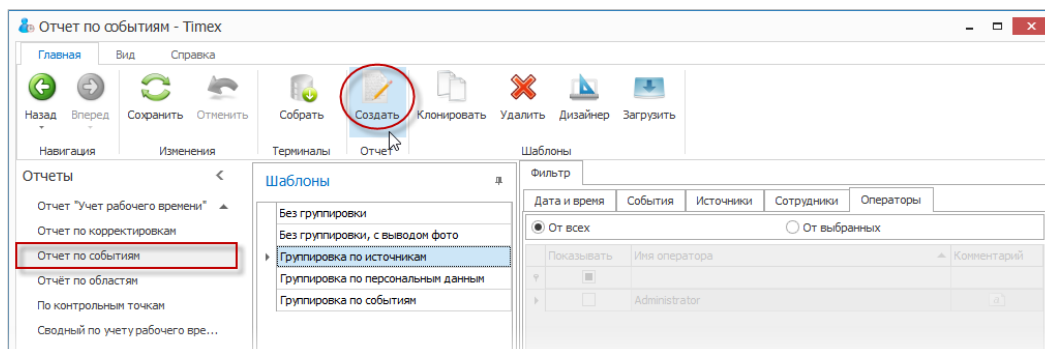 Отчет по событиям - Timex
Главная Вид Справка
Назад Вперед Сохранить Отменить Собрать Создать Клонировать Удалить Дизайнер Загрузить
Навигация Изменения Терминалы Отчет Шаблоны
Отчеты
Отчет "Учет рабочего времени"
Отчет по корректировкам
Отчет по событиям
Отчёт по областям
По контрольным точкам
Сводный по учету рабочего вре...
Шаблоны
Без группировки
Без группировки, с выводом фото
Группировка по источникам
Группировка по персональным данным
Группировка по событиям
Фильтр
Дата и время События Источники Сотрудники Операторы
От всех От выбранных
Показывать Имя оператора Комментарий
Administrator a